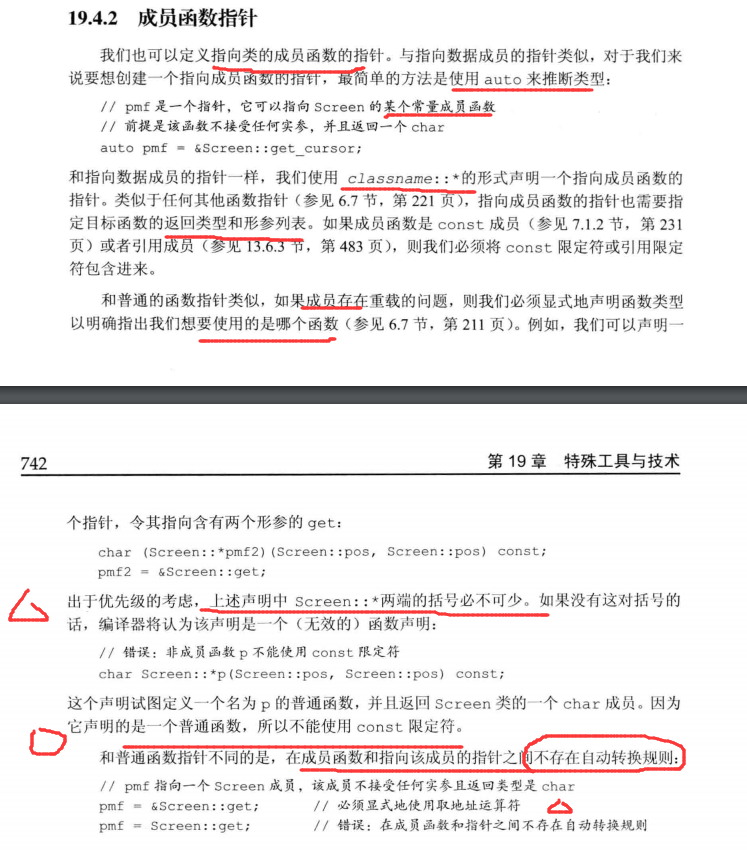 19.4.2 成员函数指针
我们也可以定义指向类的成员函数的指针。与指向数据成员的指针类似，对于我们来
说要想创建一个指向成员函数的指针，最简单的方法是使用 auto 来推断类型：
// pmf 是一个指针，它可以指向 Screen 的某个常量成员函数
// 前提是该函数不接受任何实参，并且返回一个 char
auto pmf = &Screen::get_cursor;
和指向数据成员的指针一样，我们使用 classname::*的形式声明一个指向成员函数的
指针。类似于任何其他函数指针（参见 6.7 节，第 221 页），指向成员函数的指针也需要指
定目标函数的返回类型和形参列表。如果成员函数是 const 成员（参见 7.1.2 节，第 231
页）或者引用成员（参见 13.6.3 节，第 483 页），则我们必须将 const 限定符或引用限定
符包含进来。
和普通的函数指针类似，如果成员存在重载的问题，则我们必须显式地声明函数类型
以明确指出我们想要使用的是哪个函数（参见 6.7 节，第 211 页）。例如，我们可以声明一
742 第 19 章 特殊工具与技术
个指针，令其指向含有两个形参的 get：
char (Screen::*pmf2)(Screen::pos, Screen::pos) const;
pmf2 = &Screen::get;
出于优先级的考虑，上述声明中 Screen::*两端的括号必不可少。如果没有这对括号的
话，编译器将认为该声明是一个（无效的）函数声明：
// 错误：非成员函数 p 不能使用 const 限定符
char Screen::*p(Screen::pos, Screen::pos) const;
这个声明试图定义一个名为 p 的普通函数，并且返回 Screen 类的一个 char 成员。因为
它声明的是一个普通函数，所以不能使用 const 限定符。
和普通函数指针不同的是，在成员函数和指向该成员的指针之间不存在自动转换规则：
// pmf 指向一个 Screen 成员，该成员不接受任何实参且返回类型是 char
pmf = &Screen::get; // 必须显式地使用取地址运算符
pmf = Screen::get; // 错误：在成员函数和指针之间不存在自动转换规则